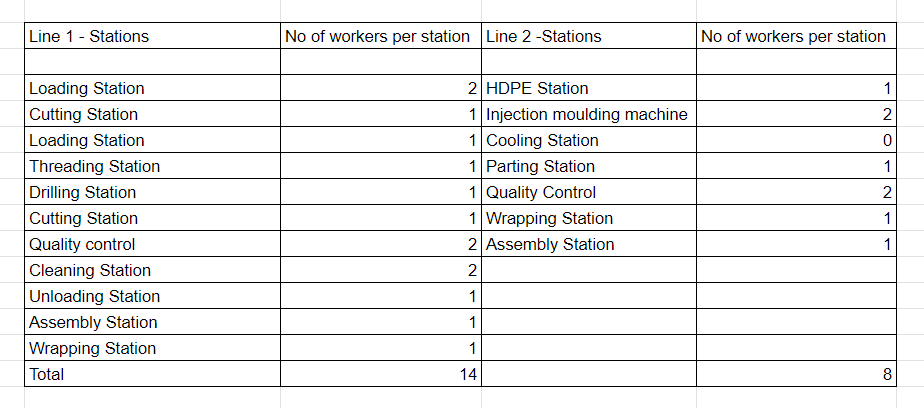 Line 1 - Stations No of workers per station Line 2 -Stations No of workers per station
Loading Station 2 HDPE Station 1
Cutting Station 1 Injection moulding machine 2
Loading Station 1 Cooling Station 0
Threading Station 1 Parting Station 1
Drilling Station 1 Quality Control 2
Cutting Station 1 Wrapping Station 1
Quality control 2 Assembly Station 1
Cleaning Station 2
Unloading Station 1
Assembly Station 1
Wrapping Station 1
Total 14 8